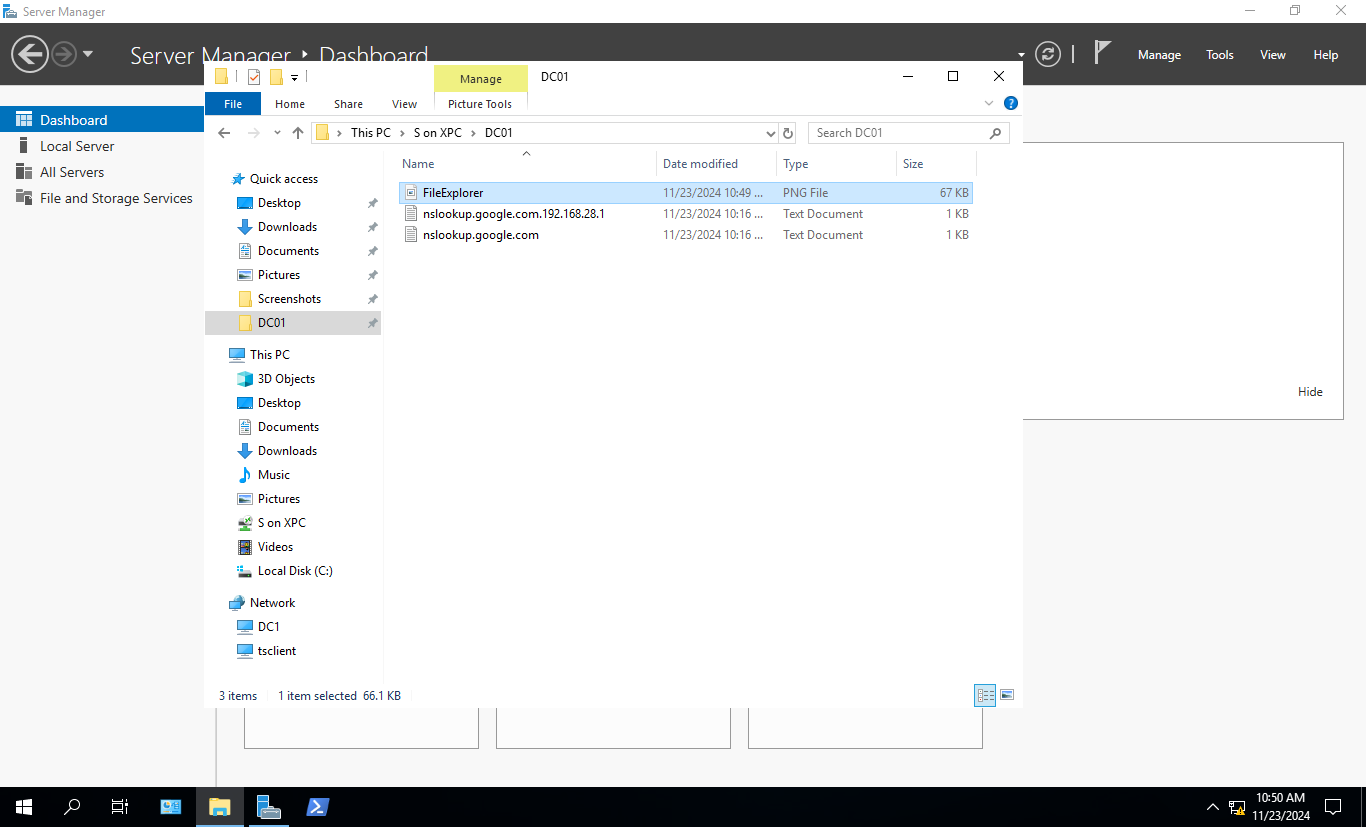 Server Manager
Server Manager Dashboard
Manage Tools View Help
Manage DC01
File Home Share View Picture Tools
This PC S on XPC DC01 Search DC01
Dashboard
Local Server
All Servers
File and Storage Services
Quick access
Desktop
Downloads
Documents
Pictures
Screenshots
DC01
This PC
3D Objects
Desktop
Documents
Downloads
Music
Pictures
S on XPC
Videos
Local Disk (C:)
Network
DC1
tsclient
Name Date modified Type Size
FileExplorer 11/23/2024 10:49 ... PNG File 67 KB
nslookup.google.com.192.168.28.1 11/23/2024 10:16 ... Text Document 1 KB
nslookup.google.com 11/23/2024 10:16 ... Text Document 1 KB
Hide
3 items 1 item selected 66.1 KB
10:50 AM
11/23/2024